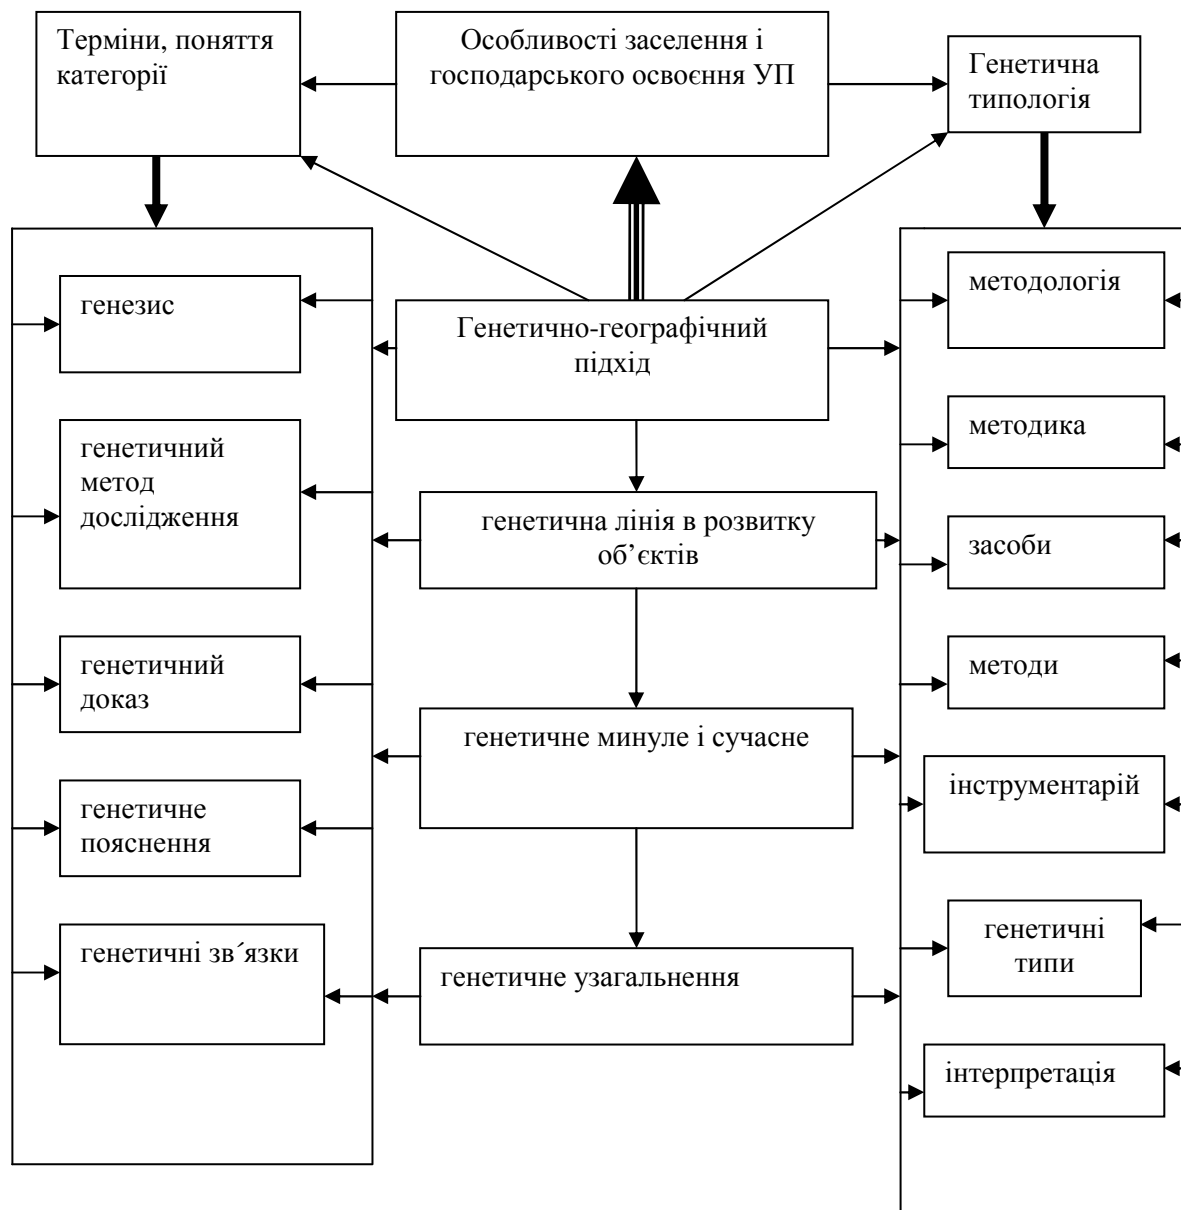 Терміни, поняття
категорії
Особливості заселення і
господарського освоєння УП
Генетична
типологія
генезис
генетичний
метод
дослідження
генетичний
доказ
генетичне
пояснення
генетичні зв´язки
Генетично-географічний
підхід
генетична лінія в розвитку
об’єктів
генетичне минуле і сучасне
генетичне узагальнення
методологія
методика
засоби
методи
інструментарій
генетичні
типи
інтерпретація